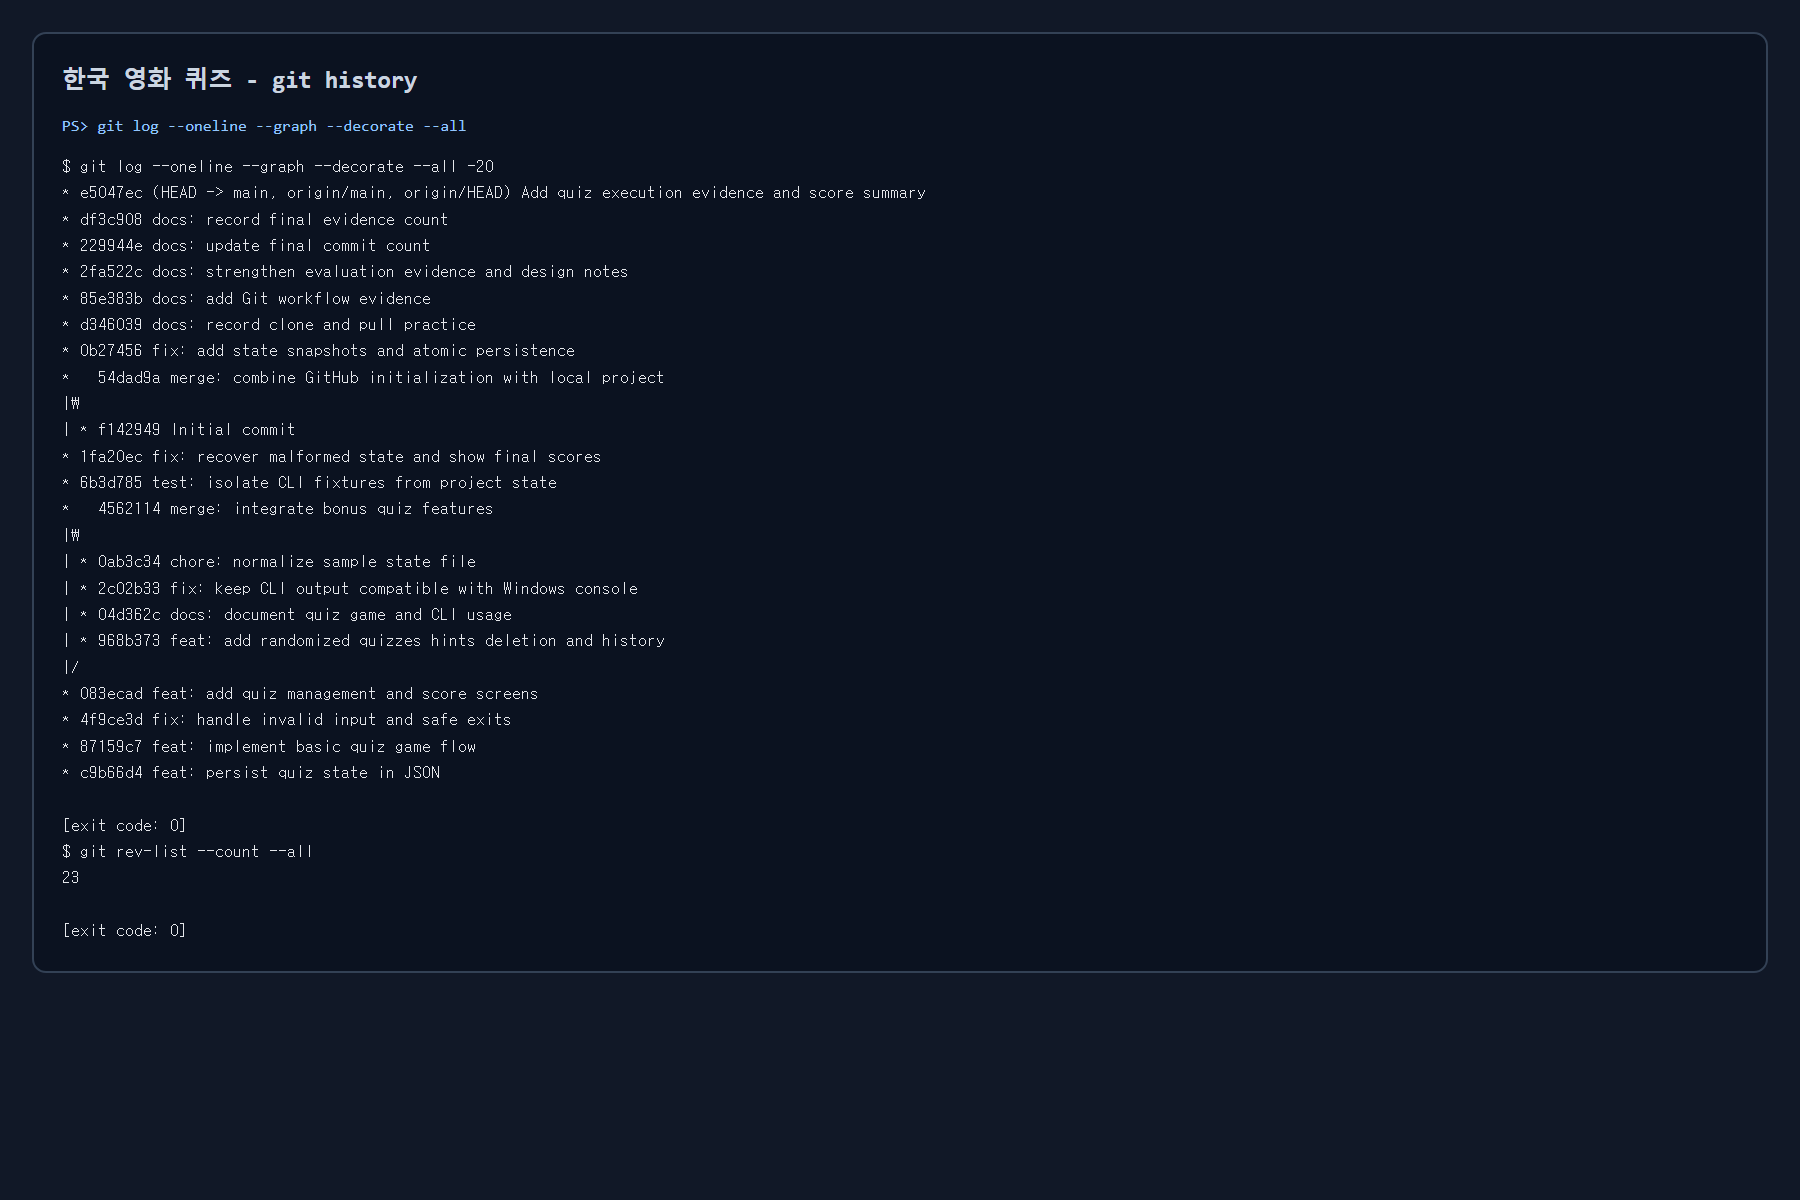 한국 영화 퀴즈 - git history
PS> git log --oneline --graph --decorate --all
$ git log --oneline --graph --decorate --all -20
* e5047ec (HEAD -> main, origin/main, origin/HEAD) Add quiz execution evidence and score summary
* df3c908 docs: record final evidence count
* 229944e docs: update final commit count
* 2fa522c docs: strengthen evaluation evidence and design notes
* 85e383b docs: add Git workflow evidence
* d346039 docs: record clone and pull practice
* 0b27456 fix: add state snapshots and atomic persistence
*   54dad9a merge: combine GitHub initialization with local project
|₩
| * f142949 Initial commit
* 1fa20ec fix: recover malformed state and show final scores
* 6b3d785 test: isolate CLI fixtures from project state
*   4562114 merge: integrate bonus quiz features
|₩
| * 0ab3c34 chore: normalize sample state file
| * 2c02b33 fix: keep CLI output compatible with Windows console
| * 04d362c docs: document quiz game and CLI usage
| * 968b373 feat: add randomized quizzes hints deletion and history
|/
* 083ecad feat: add quiz management and score screens
* 4f9ce3d fix: handle invalid input and safe exits
* 87159c7 feat: implement basic quiz game flow
* c9b66d4 feat: persist quiz state in JSON
[exit code: 0]
$ git rev-list --count --all
23
[exit code: 0]